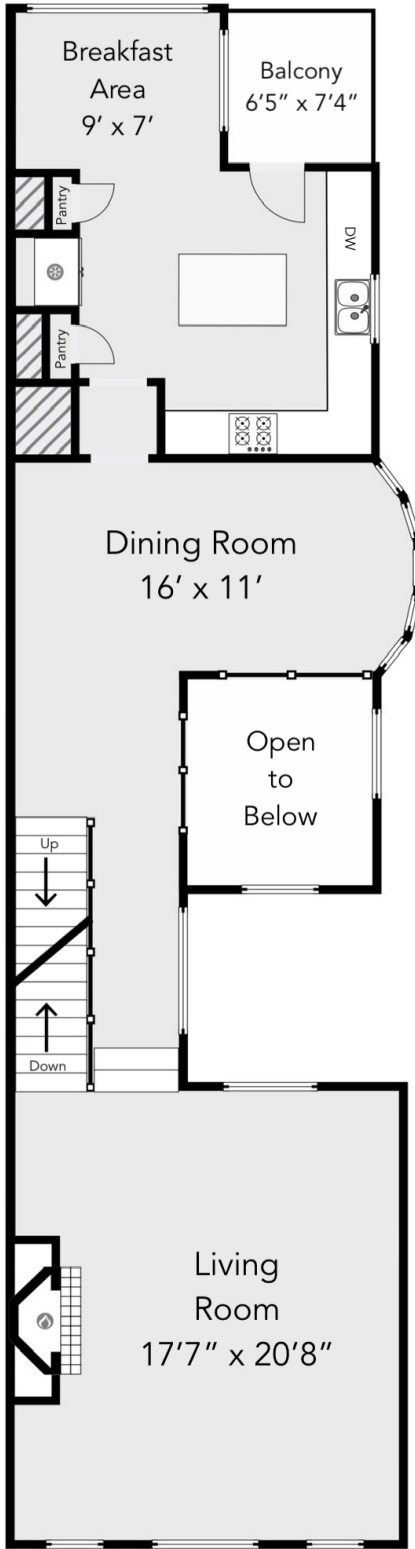 Breakfast
Area
9’ x 7’
Balcony
6’5” x 7’4”
Pantry
DW
Pantry
Dining Room
16’ x 11’
Open
to
Below
Up
Down
Living
Room
17’7” x 20’8”